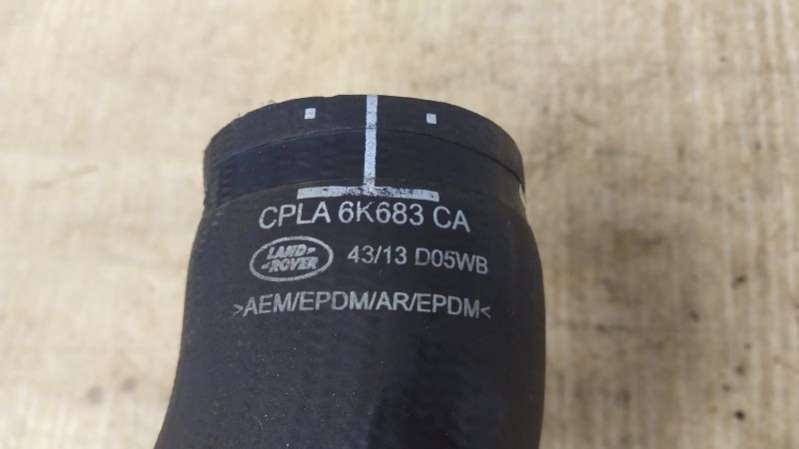 CPLA 6K683 CA
LAND-
-ROVER 43/13 D05WB
>AEM/EPDM/AR/EPDM<